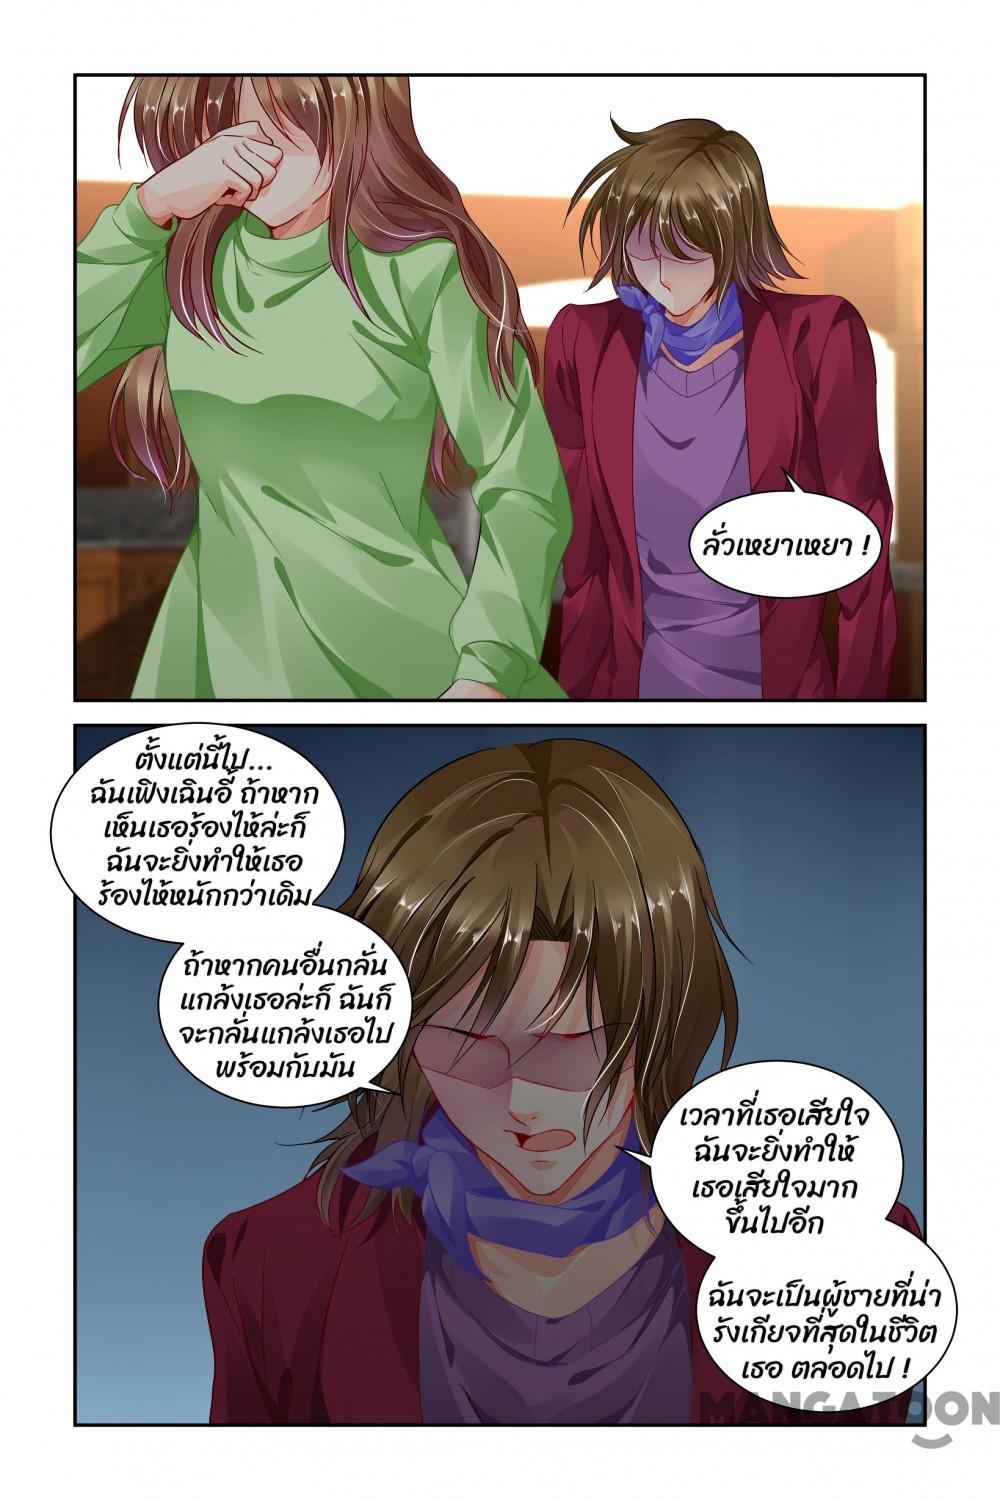 ลั่วเหยาเหยา !
ตั้งแต่นี้ไป...
ฉันเฟิงเฉินอี้ ถ้าหาก
เห็นเธอร้องไห้ล่ะก็
ฉันจะยิ่งทำให้เธอ
ร้องไห้หนักกว่าเดิม
ถ้าหากคนอื่นกลั่น
แกล้งเธอล่ะก็ ฉันก็
จะกลั่นแกล้งเธอไป
พร้อมกับมัน
เวลาที่เธอเสียใจ
ฉันจะยิ่งทำให้
เธอเสียใจมาก
ขึ้นไปอีก
ฉันจะเป็นผู้ชายที่น่า
รังเกียจที่สุดในชีวิต
เธอ ตลอดไป !
MANGATOON